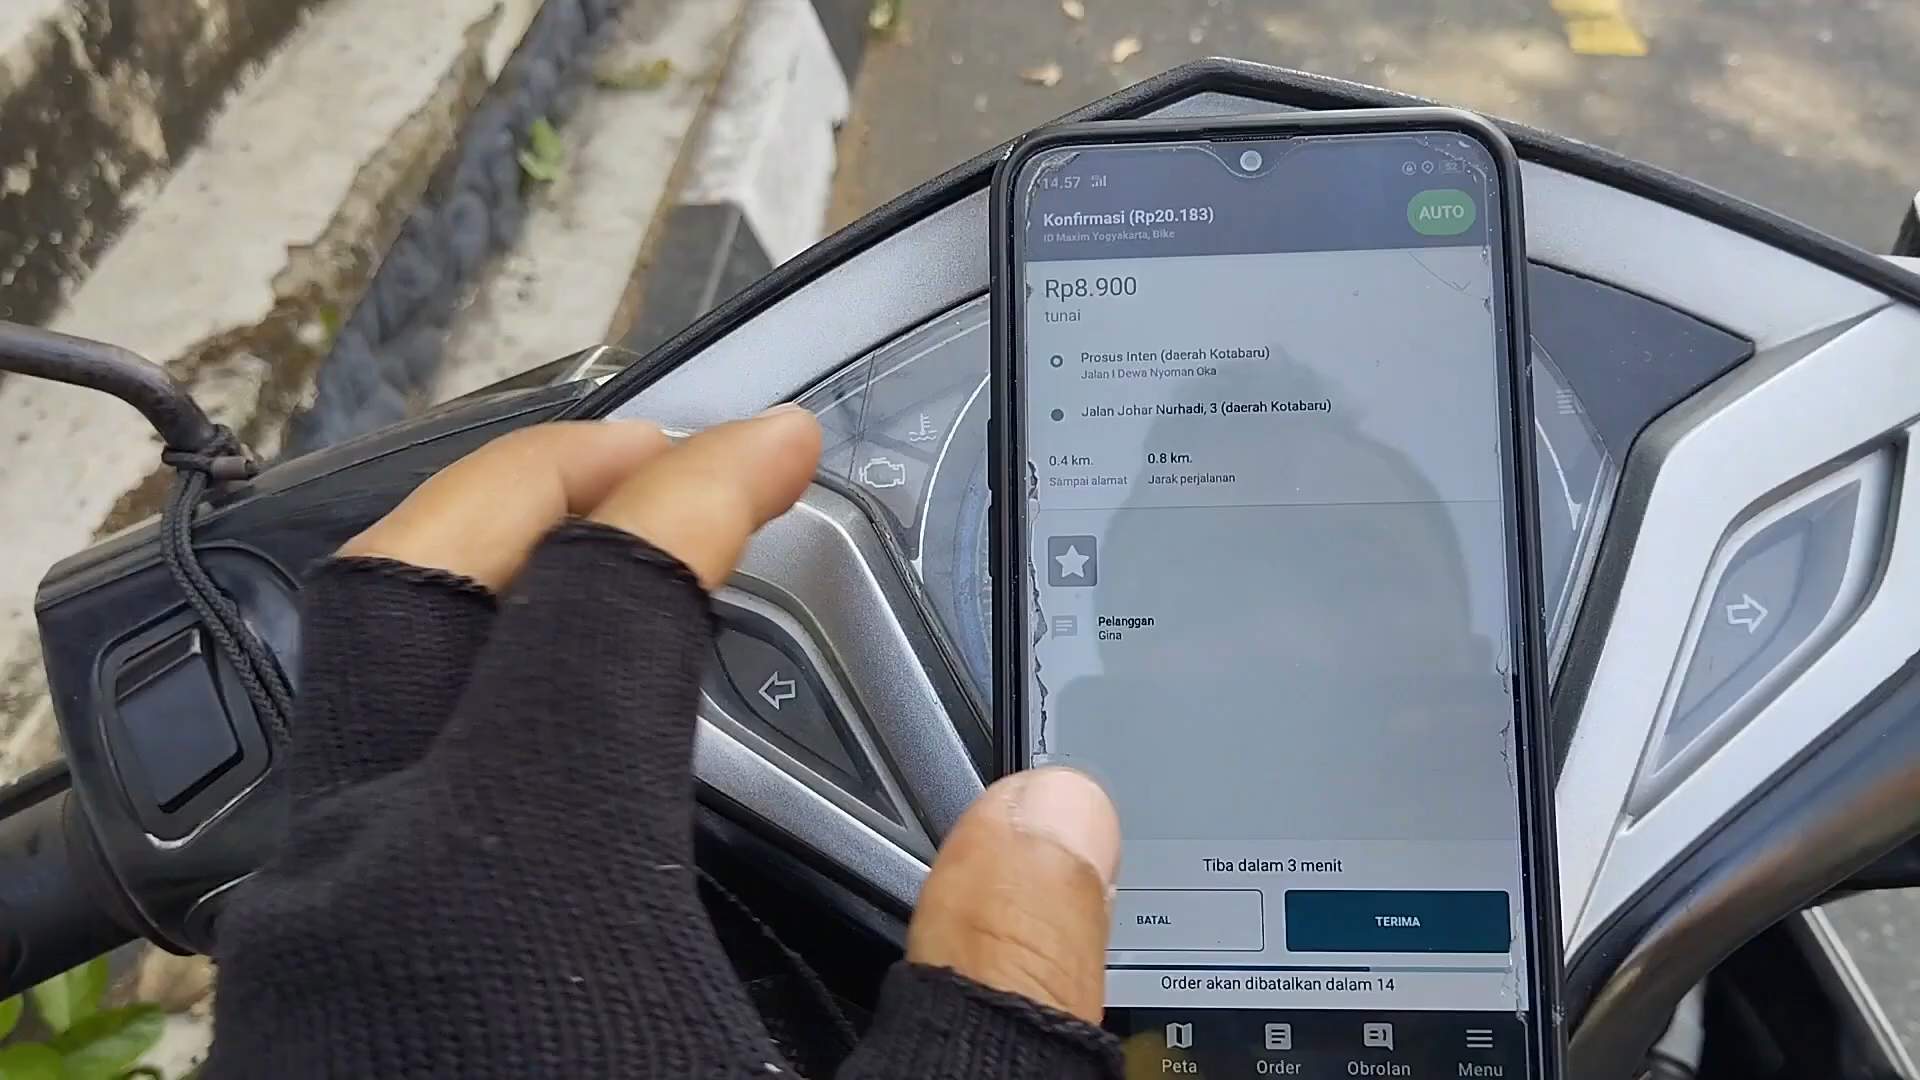 14.57
52
Konfirmasi (Rp20.183)
AUTO
ID Maxim Yogyakarta, Bike
Rp8.900
tunai
Prosus Inten (daerah Kotabaru)
Jalan I Dewa Nyoman Oka
Jalan Johar Nurhadi, 3 (daerah Kotabaru)
0.4 km.
0.8 km.
Sampai alamat
Jarak perjalanan
Pelanggan
Gina
Tiba dalam 3 menit
BATAL
TERIMA
Order akan dibatalkan dalam 14
Peta
Order
Obrolan
Menu